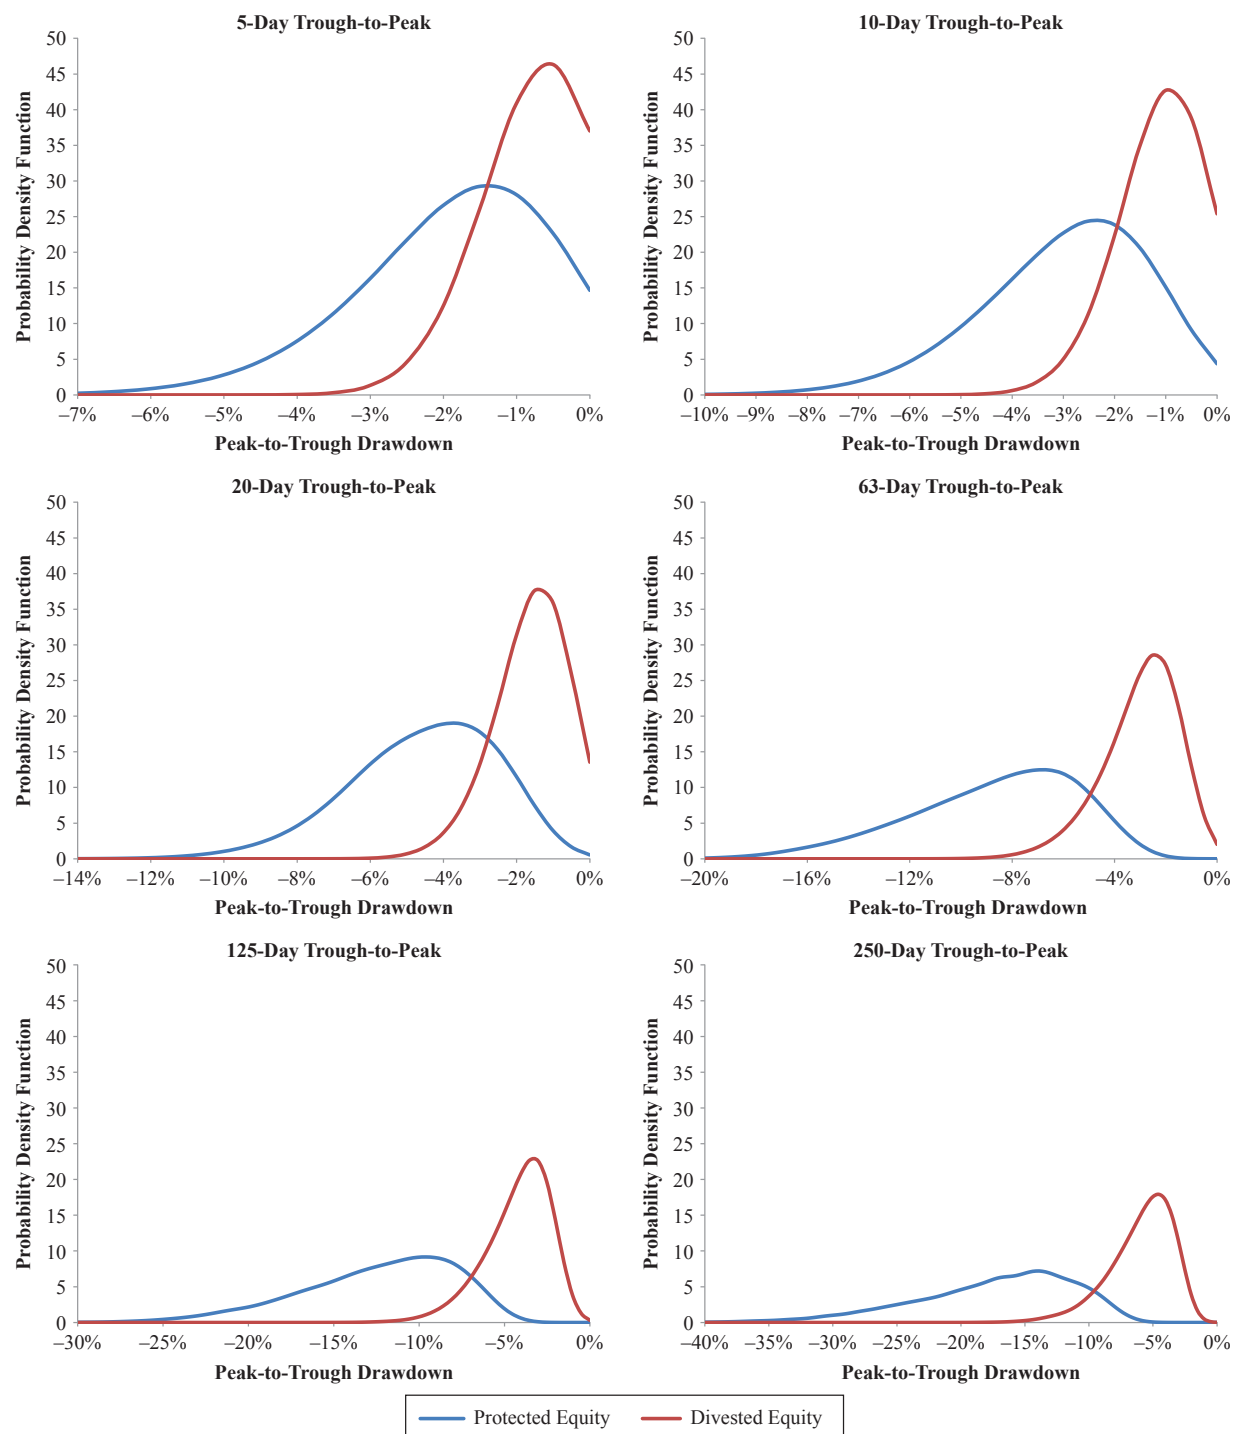 5-Day Trough-to-Peak
Probability Density Function
50
45
40
35
30
25
20
15
10
5
0
–7% –6% –5% –4% –3% –2% –1% 0%
Peak-to-Trough Drawdown
10-Day Trough-to-Peak
Probability Density Function
50
45
40
35
30
25
20
15
10
5
0
–10% –9% –8% –7% –6% –5% –4% –3% –2% –1% 0%
Peak-to-Trough Drawdown
20-Day Trough-to-Peak
Probability Density Function
50
45
40
35
30
25
20
15
10
5
0
–14% –12% –10% –8% –6% –4% –2% 0%
Peak-to-Trough Drawdown
63-Day Trough-to-Peak
Probability Density Function
50
45
40
35
30
25
20
15
10
5
0
–20% –16% –12% –8% –4% 0%
Peak-to-Trough Drawdown
125-Day Trough-to-Peak
Probability Density Function
50
45
40
35
30
25
20
15
10
5
0
–30% –25% –20% –15% –10% –5% 0%
Peak-to-Trough Drawdown
250-Day Trough-to-Peak
Probability Density Function
50
45
40
35
30
25
20
15
10
5
0
–40% –35% –30% –25% –20% –15% –10% –5% 0%
Peak-to-Trough Drawdown
Protected Equity Divested Equity